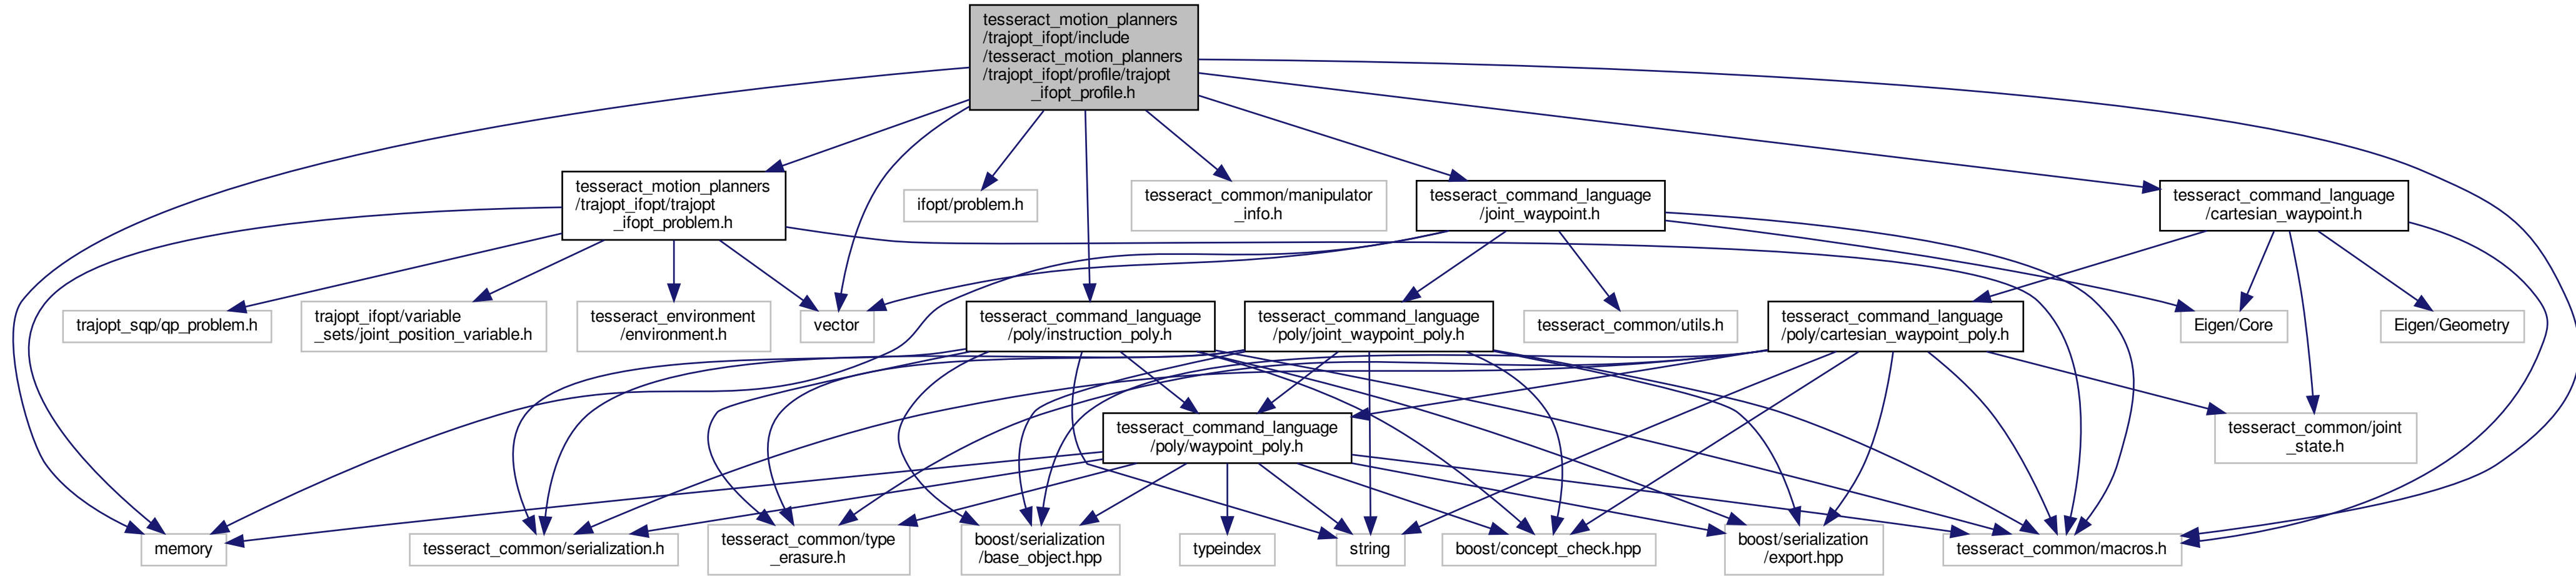 tesseract_motion_planners
/trajopt_ifopt/include
/tesseract_motion_planners
/trajopt_ifopt/profile/trajopt
_ifopt_profile.h
tesseract_motion_planners
/trajopt_ifopt/trajopt
_ifopt_problem.h
ifopt/problem.h
tesseract_common/manipulator
_info.h
tesseract_command_language
/joint_waypoint.h
tesseract_command_language
/cartesian_waypoint.h
trajopt_sqp/qp_problem.h
trajopt_ifopt/variable
_sets/joint_position_variable.h
tesseract_environment
/environment.h
vector
tesseract_command_language
/poly/instruction_poly.h
tesseract_command_language
/poly/joint_waypoint_poly.h
tesseract_common/utils.h
tesseract_command_language
/poly/cartesian_waypoint_poly.h
Eigen/Core
Eigen/Geometry
tesseract_command_language
/poly/waypoint_poly.h
tesseract_common/joint
_state.h
memory
tesseract_common/serialization.h
tesseract_common/type
_erasure.h
boost/serialization
/base_object.hpp
typeindex
string
boost/concept_check.hpp
boost/serialization
/export.hpp
tesseract_common/macros.h